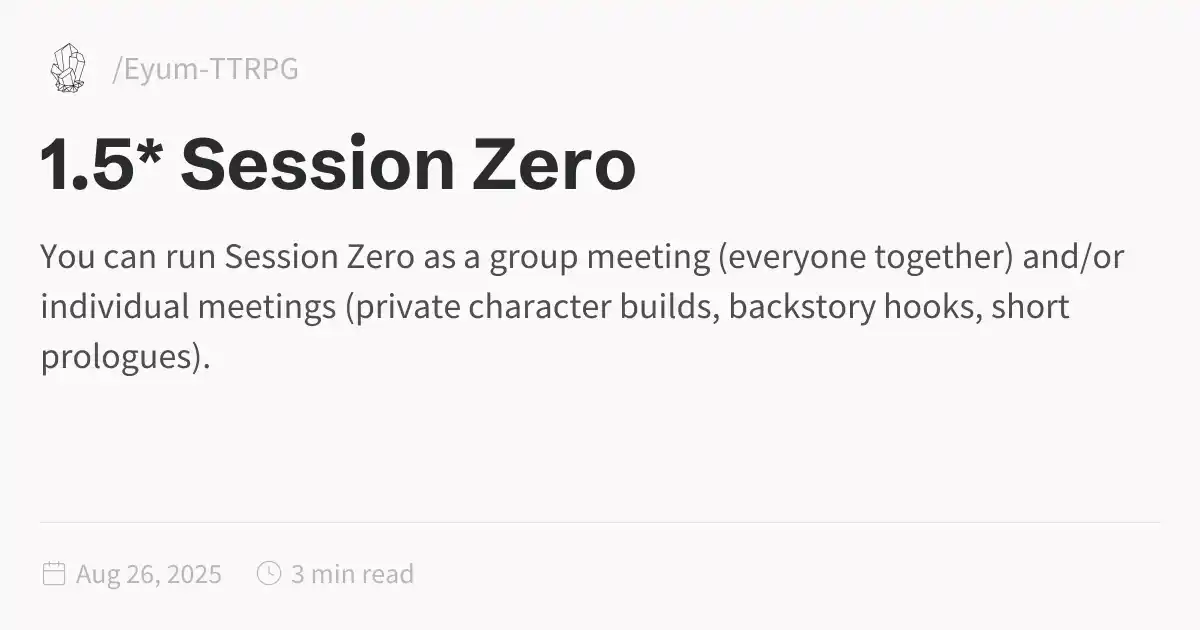 /Eyum-TTRPG
1.5* Session Zero
You can run Session Zero as a group meeting (everyone together) and/or
individual meetings (private character builds, backstory hooks, short
prologues).
Aug 26, 2025 3 min read